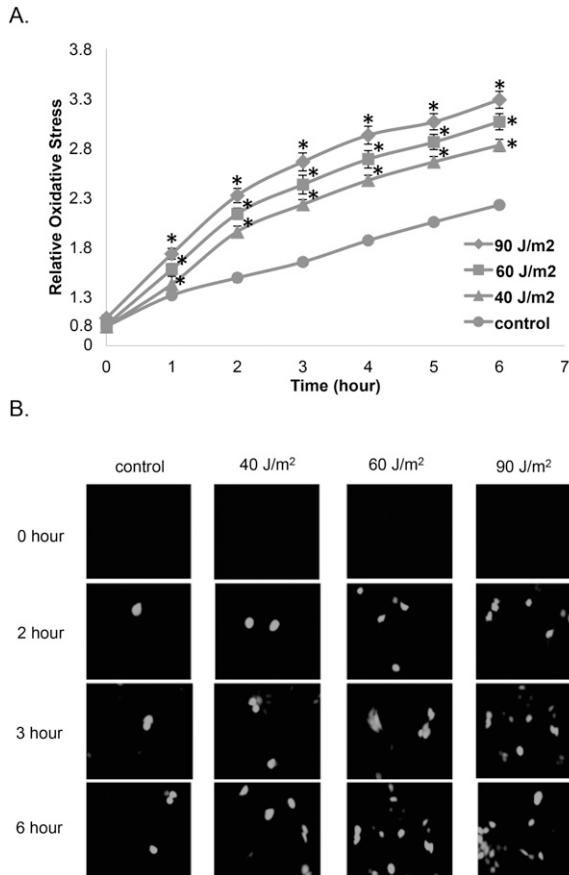 A.
Relative Oxidative Stress
3.8
3.3
2.8
2.3
1.8
1.3
0.8
0
* * * * * *
* * * * * *
* * * * * *
90 J/m2
60 J/m2
40 J/m2
control
0 1 2 3 4 5 6 7
Time (hour)
B.
control 40 J/m² 60 J/m² 90 J/m²
0 hour
2 hour
3 hour
6 hour